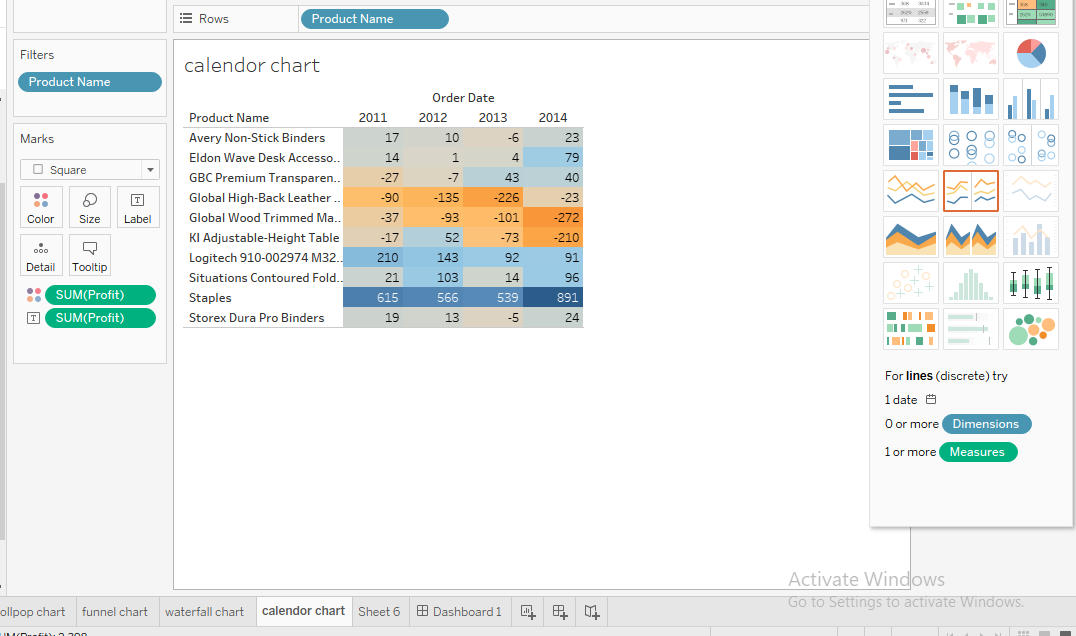 Rows Product Name
Filters
Product Name
Marks
Square
Color Size Label
Detail Tooltip
SUM(Profit)
SUM(Profit)
calendor chart
Order Date
Product Name 2011 2012 2013 2014
Avery Non-Stick Binders 17 10 -6 23
Eldon Wave Desk Accesso.. 14 1 4 79
GBC Premium Transparen.. -27 -7 43 40
Global High-Back Leather .. -90 -135 -226 -23
Global Wood Trimmed Ma.. -37 -93 -101 -272
KI Adjustable-Height Table -17 52 -73 -210
Logitech 910-002974 M32.. 210 143 92 91
Situations Contoured Fold.. 21 103 14 96
Staples 615 566 539 891
Storex Dura Pro Binders 19 13 -5 24
For lines (discrete) try
1 date
0 or more Dimensions
1 or more Measures
Activate Windows
Go to Settings to activate Windows.
ollpop chart funnel chart waterfall chart calendor chart Sheet 6 Dashboard 1